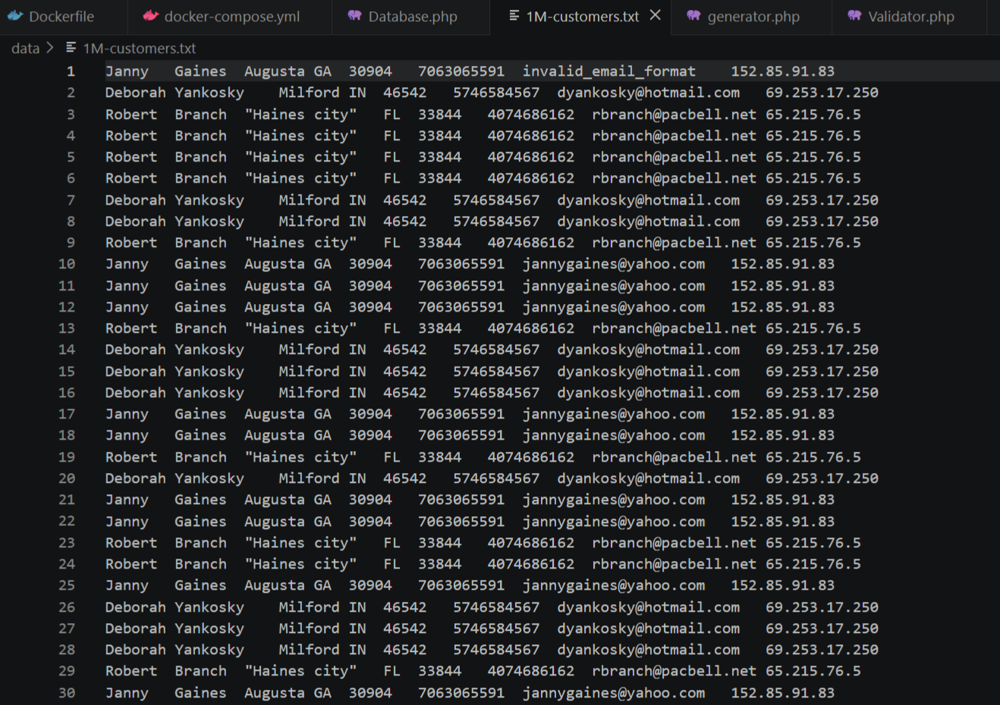 Dockerfile docker-compose.yml Database.php 1M-customers.txt generator.php Validator.php
data > 1M-customers.txt
1 Janny Gaines Augusta GA 30904 7063065591 invalid_email_format 152.85.91.83
2 Deborah Yankosky Milford IN 46542 5746584567 dyankosky@hotmail.com 69.253.17.250
3 Robert Branch "Haines city" FL 33844 4074686162 rbranch@pacbell.net 65.215.76.5
4 Robert Branch "Haines city" FL 33844 4074686162 rbranch@pacbell.net 65.215.76.5
5 Robert Branch "Haines city" FL 33844 4074686162 rbranch@pacbell.net 65.215.76.5
6 Robert Branch "Haines city" FL 33844 4074686162 rbranch@pacbell.net 65.215.76.5
7 Deborah Yankosky Milford IN 46542 5746584567 dyankosky@hotmail.com 69.253.17.250
8 Deborah Yankosky Milford IN 46542 5746584567 dyankosky@hotmail.com 69.253.17.250
9 Robert Branch "Haines city" FL 33844 4074686162 rbranch@pacbell.net 65.215.76.5
10 Janny Gaines Augusta GA 30904 7063065591 jannygaines@yahoo.com 152.85.91.83
11 Janny Gaines Augusta GA 30904 7063065591 jannygaines@yahoo.com 152.85.91.83
12 Janny Gaines Augusta GA 30904 7063065591 jannygaines@yahoo.com 152.85.91.83
13 Robert Branch "Haines city" FL 33844 4074686162 rbranch@pacbell.net 65.215.76.5
14 Deborah Yankosky Milford IN 46542 5746584567 dyankosky@hotmail.com 69.253.17.250
15 Deborah Yankosky Milford IN 46542 5746584567 dyankosky@hotmail.com 69.253.17.250
16 Deborah Yankosky Milford IN 46542 5746584567 dyankosky@hotmail.com 69.253.17.250
17 Janny Gaines Augusta GA 30904 7063065591 jannygaines@yahoo.com 152.85.91.83
18 Janny Gaines Augusta GA 30904 7063065591 jannygaines@yahoo.com 152.85.91.83
19 Robert Branch "Haines city" FL 33844 4074686162 rbranch@pacbell.net 65.215.76.5
20 Deborah Yankosky Milford IN 46542 5746584567 dyankosky@hotmail.com 69.253.17.250
21 Janny Gaines Augusta GA 30904 7063065591 jannygaines@yahoo.com 152.85.91.83
22 Janny Gaines Augusta GA 30904 7063065591 jannygaines@yahoo.com 152.85.91.83
23 Robert Branch "Haines city" FL 33844 4074686162 rbranch@pacbell.net 65.215.76.5
24 Robert Branch "Haines city" FL 33844 4074686162 rbranch@pacbell.net 65.215.76.5
25 Janny Gaines Augusta GA 30904 7063065591 jannygaines@yahoo.com 152.85.91.83
26 Deborah Yankosky Milford IN 46542 5746584567 dyankosky@hotmail.com 69.253.17.250
27 Deborah Yankosky Milford IN 46542 5746584567 dyankosky@hotmail.com 69.253.17.250
28 Deborah Yankosky Milford IN 46542 5746584567 dyankosky@hotmail.com 69.253.17.250
29 Robert Branch "Haines city" FL 33844 4074686162 rbranch@pacbell.net 65.215.76.5
30 Janny Gaines Augusta GA 30904 7063065591 jannygaines@yahoo.com 152.85.91.83